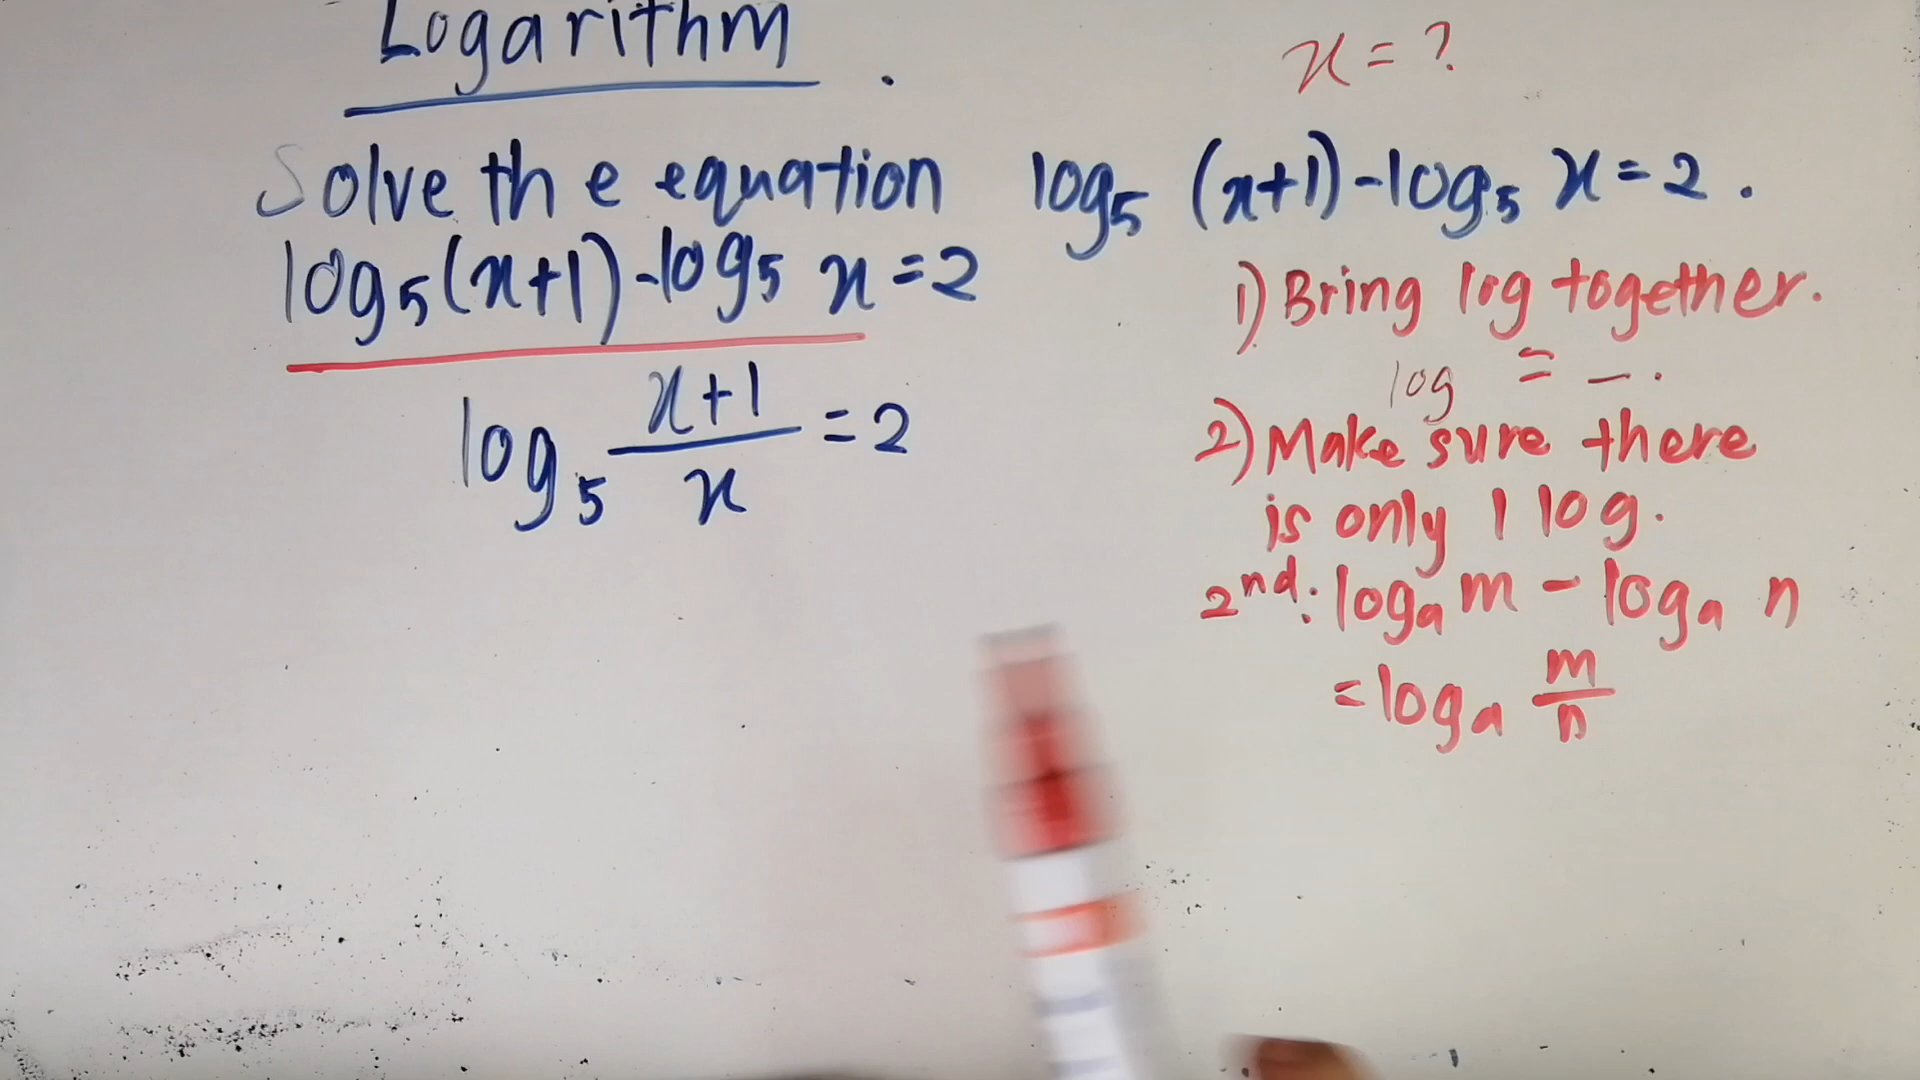 Logarithm.
x = ?
Solve the equation log₅ (x+1) - log₅ x = 2.
log₅(x+1) - log₅ x = 2
log₅ (x+1)/x = 2
1) Bring log together.
log = _.
2) Make sure there
is only 1 log.
2nd: logₐ m - logₐ n
= logₐ m/n